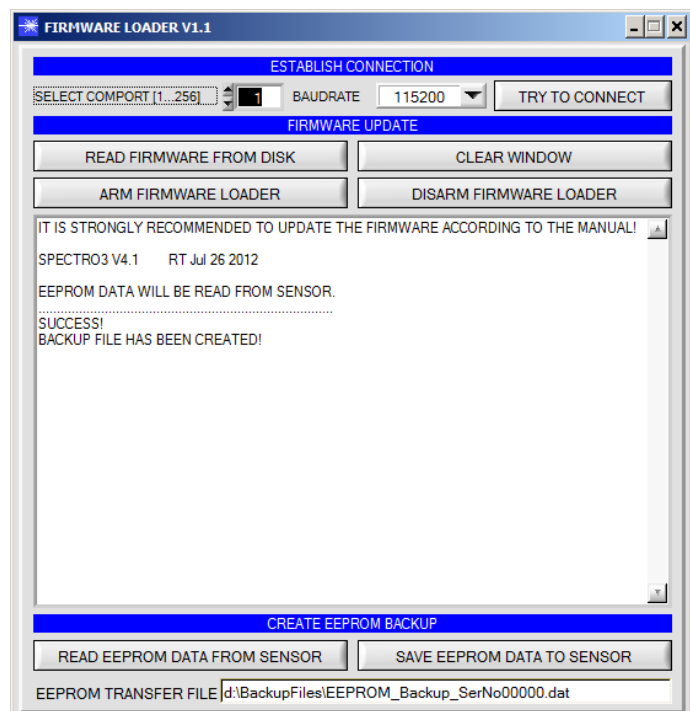 FIRMWARE LOADER V1.1
ESTABLISH CONNECTION
SELECT COMPORT [1...256] 1 BAUDRATE 115200 TRY TO CONNECT
FIRMWARE UPDATE
READ FIRMWARE FROM DISK CLEAR WINDOW
ARM FIRMWARE LOADER DISARM FIRMWARE LOADER
IT IS STRONGLY RECOMMENDED TO UPDATE THE FIRMWARE ACCORDING TO THE MANUAL!
SPECTRO3 V4.1 RT Jul 26 2012
EEPROM DATA WILL BE READ FROM SENSOR.
................................................................................
SUCCESS!
BACKUP FILE HAS BEEN CREATED!
CREATE EEPROM BACKUP
READ EEPROM DATA FROM SENSOR SAVE EEPROM DATA TO SENSOR
EEPROM TRANSFER FILE d:\BackupFiles\EEPROM_Backup_SerNo00000.dat